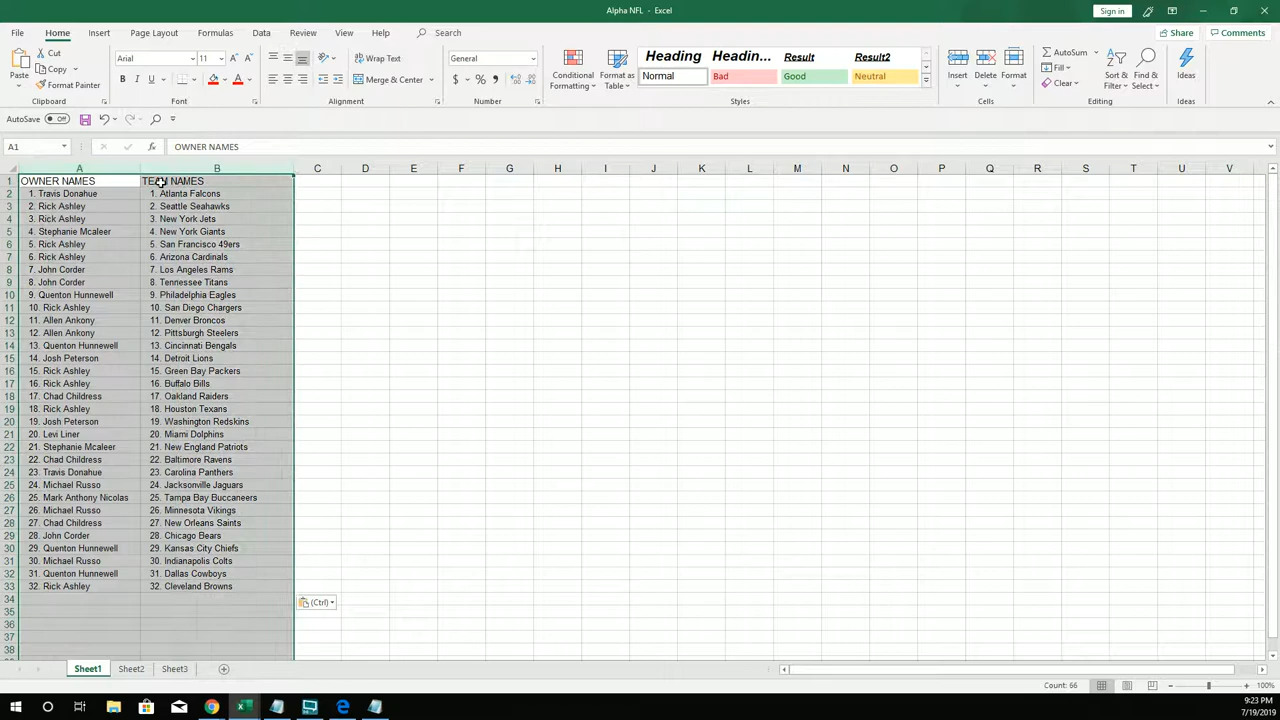 Alpha NFL - Excel
Sign in
File Home Insert Page Layout Formulas Data Review View Help Search Share Comments
Paste Cut Copy Format Painter Clipboard
Arial 11 B I U Font
Wrap Text Merge & Center Alignment
General $ % Number
Conditional Formatting Format as Table
Heading Headin... Result Result2
Normal Bad Good Neutral
Styles
Insert Delete Format Cells
AutoSum Fill Clear Sort & Filter Find & Select Editing
Ideas Ideas
AutoSave Off
A1 fx OWNER NAMES
A B C D E F G H I J K L M N O P Q R S T U V
1 OWNER NAMES TEAM NAMES
2 1. Travis Donahue 1. Atlanta Falcons
3 2. Rick Ashley 2. Seattle Seahawks
4 3. Rick Ashley 3. New York Jets
5 4. Stephanie Mcaleer 4. New York Giants
6 5. Rick Ashley 5. San Francisco 49ers
7 6. Rick Ashley 6. Arizona Cardinals
8 7. John Corder 7. Los Angeles Rams
9 8. John Corder 8. Tennessee Titans
10 9. Quenton Hunnewell 9. Philadelphia Eagles
11 10. Rick Ashley 10. San Diego Chargers
12 11. Allen Ankony 11. Denver Broncos
13 12. Allen Ankony 12. Pittsburgh Steelers
14 13. Quenton Hunnewell 13. Cincinnati Bengals
15 14. Josh Peterson 14. Detroit Lions
16 15. Rick Ashley 15. Green Bay Packers
17 16. Rick Ashley 16. Buffalo Bills
18 17. Chad Childress 17. Oakland Raiders
19 18. Rick Ashley 18. Houston Texans
20 19. Josh Peterson 19. Washington Redskins
21 20. Levi Liner 20. Miami Dolphins
22 21. Stephanie Mcaleer 21. New England Patriots
23 22. Chad Childress 22. Baltimore Ravens
24 23. Travis Donahue 23. Carolina Panthers
25 24. Michael Russo 24. Jacksonville Jaguars
26 25. Mark Anthony Nicolas 25. Tampa Bay Buccaneers
27 26. Michael Russo 26. Minnesota Vikings
28 27. Chad Childress 27. New Orleans Saints
29 28. John Corder 28. Chicago Bears
30 29. Quenton Hunnewell 29. Kansas City Chiefs
31 30. Michael Russo 30. Indianapolis Colts
32 31. Quenton Hunnewell 31. Dallas Cowboys
33 32. Rick Ashley 32. Cleveland Browns
34 (Ctrl)
35
36
37
38
Sheet1 Sheet2 Sheet3
Count: 66 100%
9:23 PM
7/19/2019